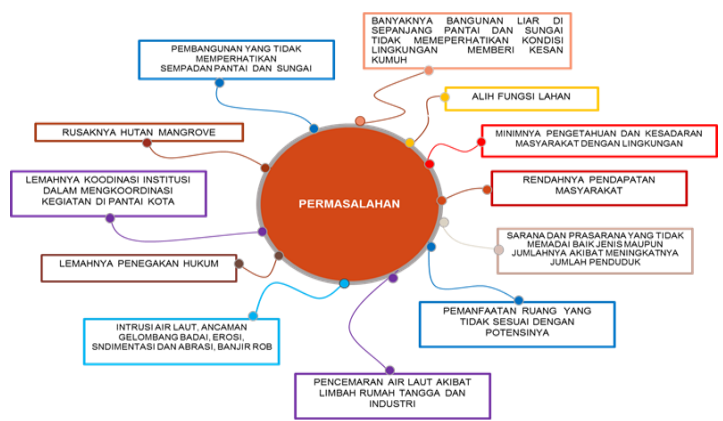 BANYAKNYA BANGUNAN LIAR DI
SEPANJANG PANTAI DAN SUNGAI
TIDAK MEMEPERHATIKAN KONDISI
LINGKUNGAN MEMBERI KESAN
KUMUH
PEMBANGUNAN YANG TIDAK
MEMPERHATIKAN
SEMPADAN PANTAI DAN SUNGAI
ALIH FUNGSI LAHAN
RUSAKNYA HUTAN MANGROVE
MINIMNYA PENGETAHUAN DAN KESADARAN
MASYARAKAT DENGAN LINGKUNGAN
LEMAHNYA KOODINASI INSTITUSI
DALAM MENGKOORDINASI
KEGIATAN DI PANTAI KOTA
PERMASALAHAN
RENDAHNYA PENDAPATAN
MASYARAKAT
SARANA DAN PRASARANA YANG TIDAK
MEMADAI BAIK JENIS MAUPUN
JUMLAHNYA AKIBAT MENINGKATNYA
JUMLAH PENDUDUK
LEMAHNYA PENEGAKAN HUKUM
PEMANFAATAN RUANG YANG
TIDAK SESUAI DENGAN
POTENSINYA
INTRUSI AIR LAUT, ANCAMAN
GELOMBANG BADAI, EROSI,
SNDIMENTASI DAN ABRASI, BANJIR ROB
PENCEMARAN AIR LAUT AKIBAT
LIMBAH RUMAH TANGGA DAN
INDUSTRI